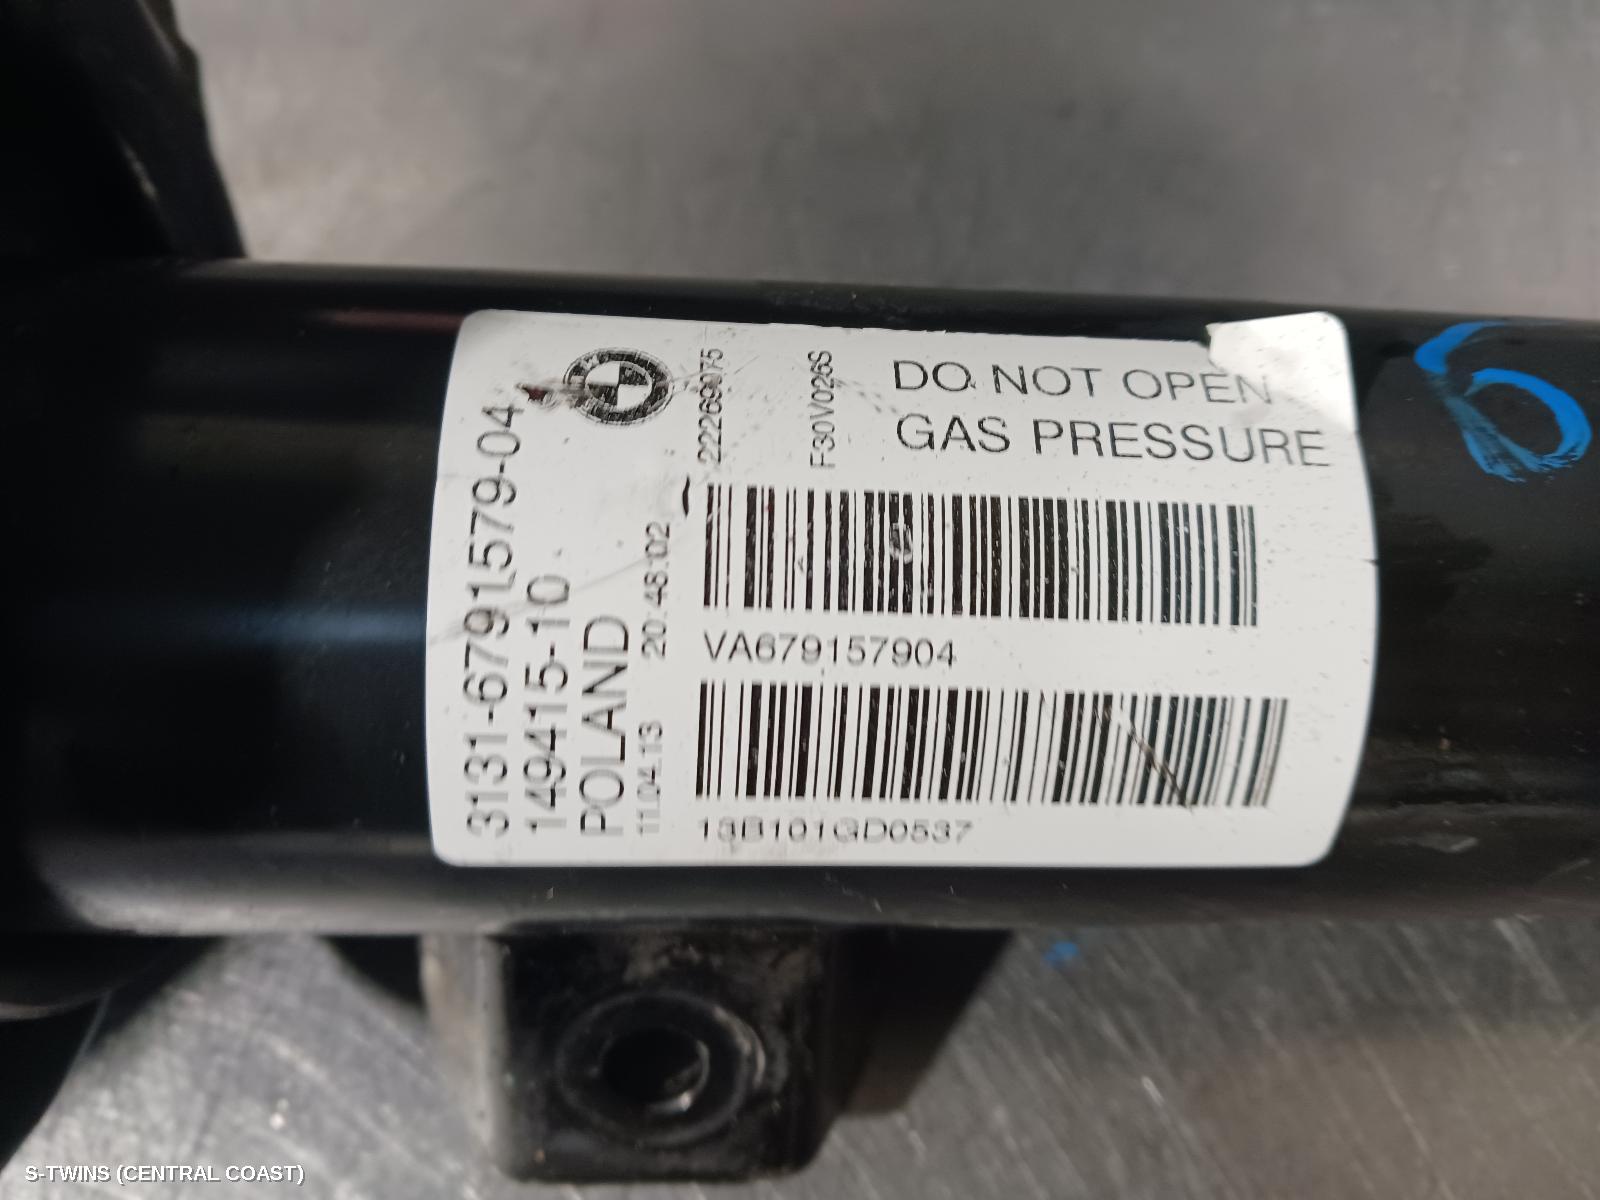 3131-6791579-04
149415-10
POLAND
11.04.13 20:48:02
22269075
F30V026S
DO NOT OPEN
GAS PRESSURE
VA679157904
13B101GD0537
6
S-TWINS (CENTRAL COAST)